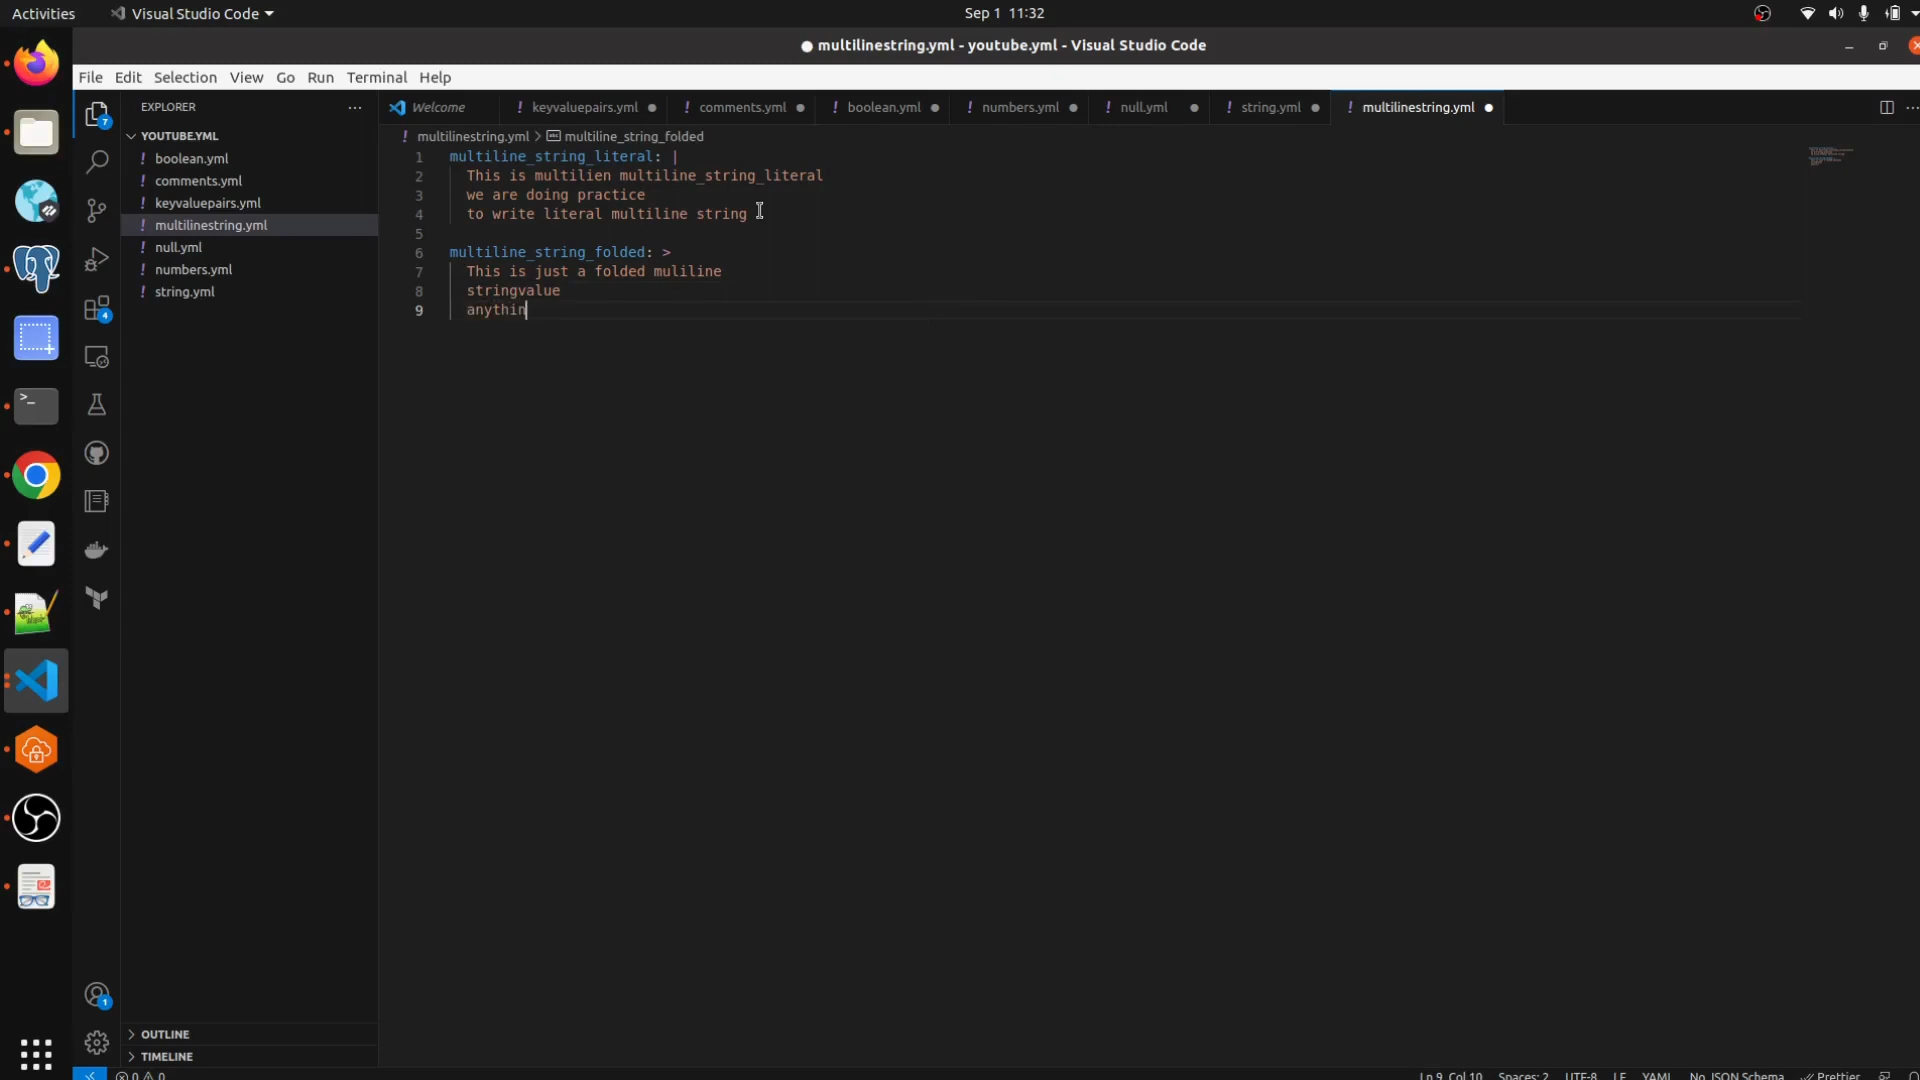 Activities
Visual Studio Code
Sep 1 11:32
● multilinestring.yml - youtube.yml - Visual Studio Code
File Edit Selection View Go Run Terminal Help
EXPLORER
Welcome
! keyvaluepairs.yml
! comments.yml
! boolean.yml
! numbers.yml
! null.yml
! string.yml
! multilinestring.yml
! multilinestring.yml > multiline_string_folded
YOUTUBE.YML
! boolean.yml
! comments.yml
! keyvaluepairs.yml
! multilinestring.yml
! null.yml
! numbers.yml
! string.yml
7
4
1
1 multiline_string_literal: |
2 This is multilien multiline_string_literal
3 we are doing practice
4 to write literal multiline string
5
6 multiline_string_folded: >
7 This is just a folded muliline
8 stringvalue
9 anythin
OUTLINE
TIMELINE
0 0
Ln 9, Col 10 Spaces: 2 UTF-8 LF YAML No JSON Schema Prettier